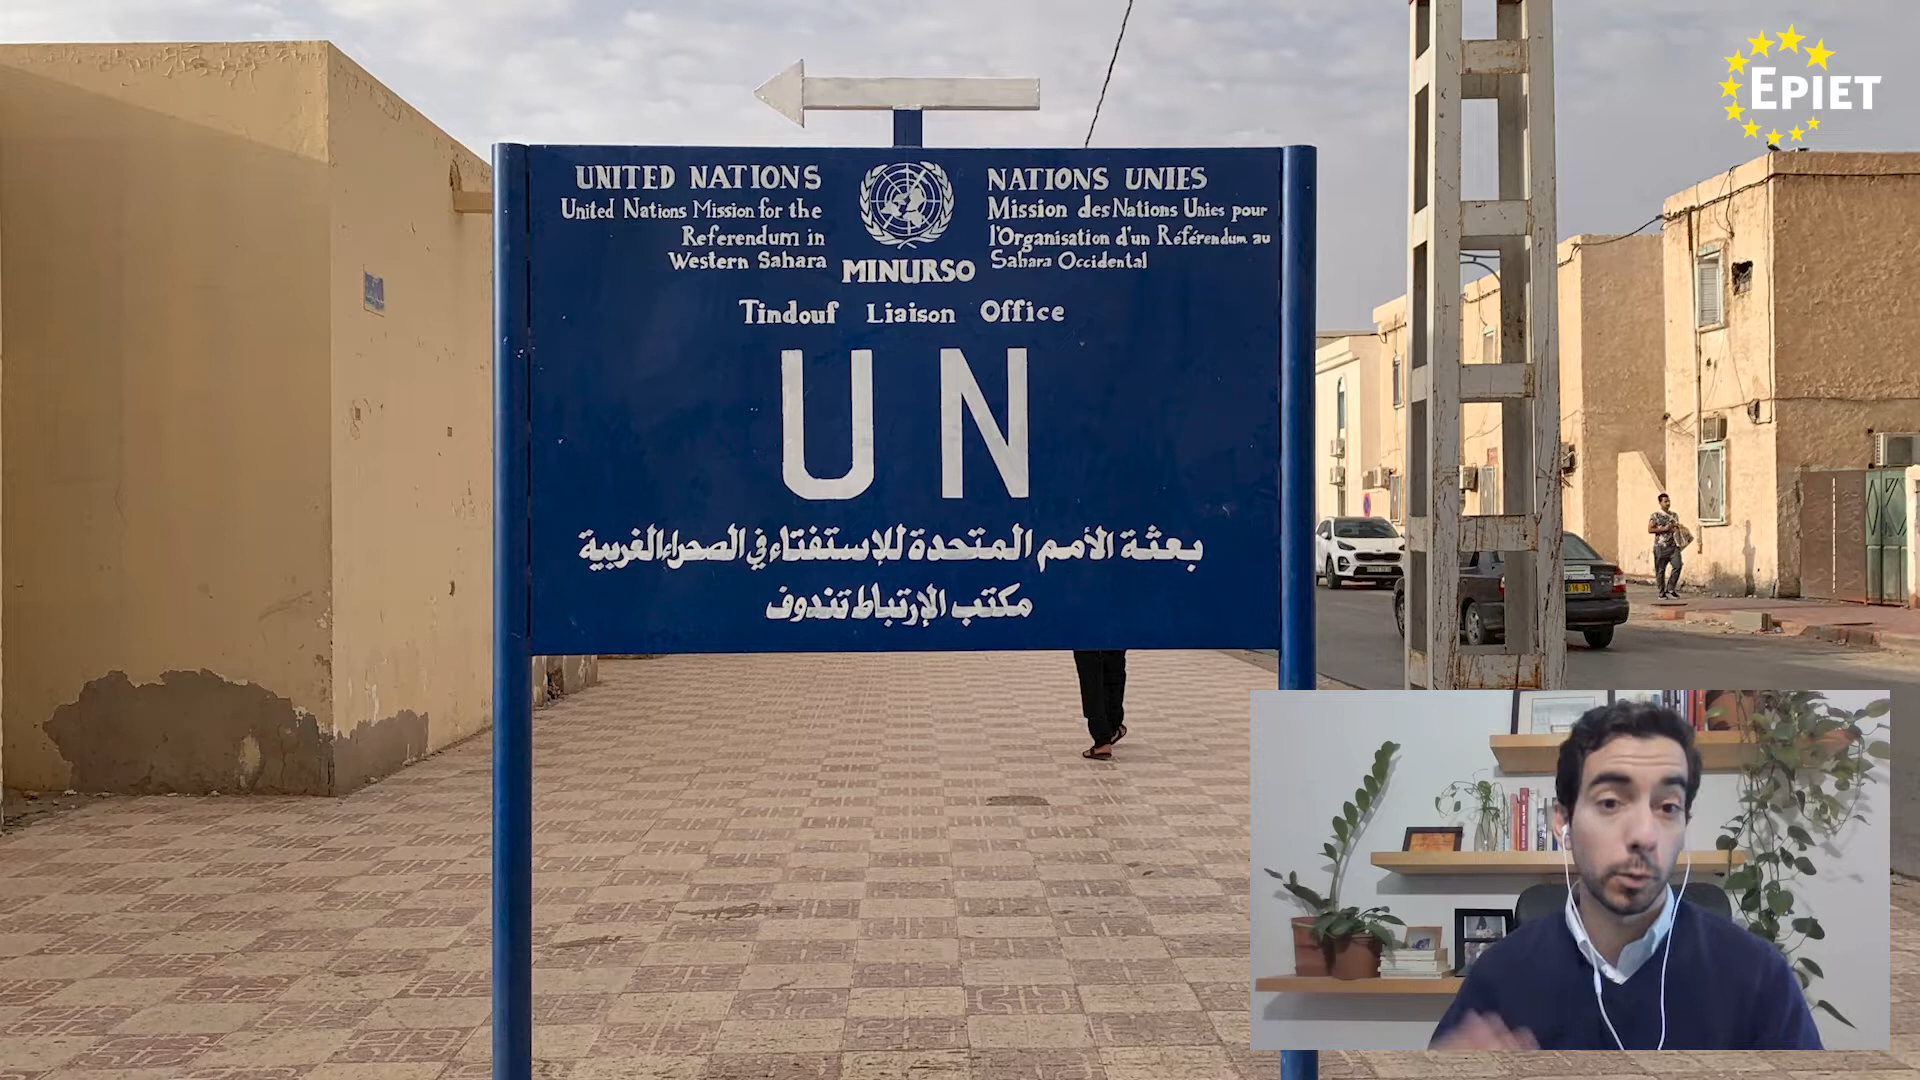 EPIET
UNITED NATIONS
United Nations Mission for the
Referendum in
Western Sahara
NATIONS UNIES
Mission des Nations Unies pour
l'Organisation d'un Référendum au
Sahara Occidental
MINURSO
Tindouf Liaison Office
UN
بعثة الأمم المتحدة للإستفتاء في الصحراء الغربية
مكتب الإرتباط تندوف